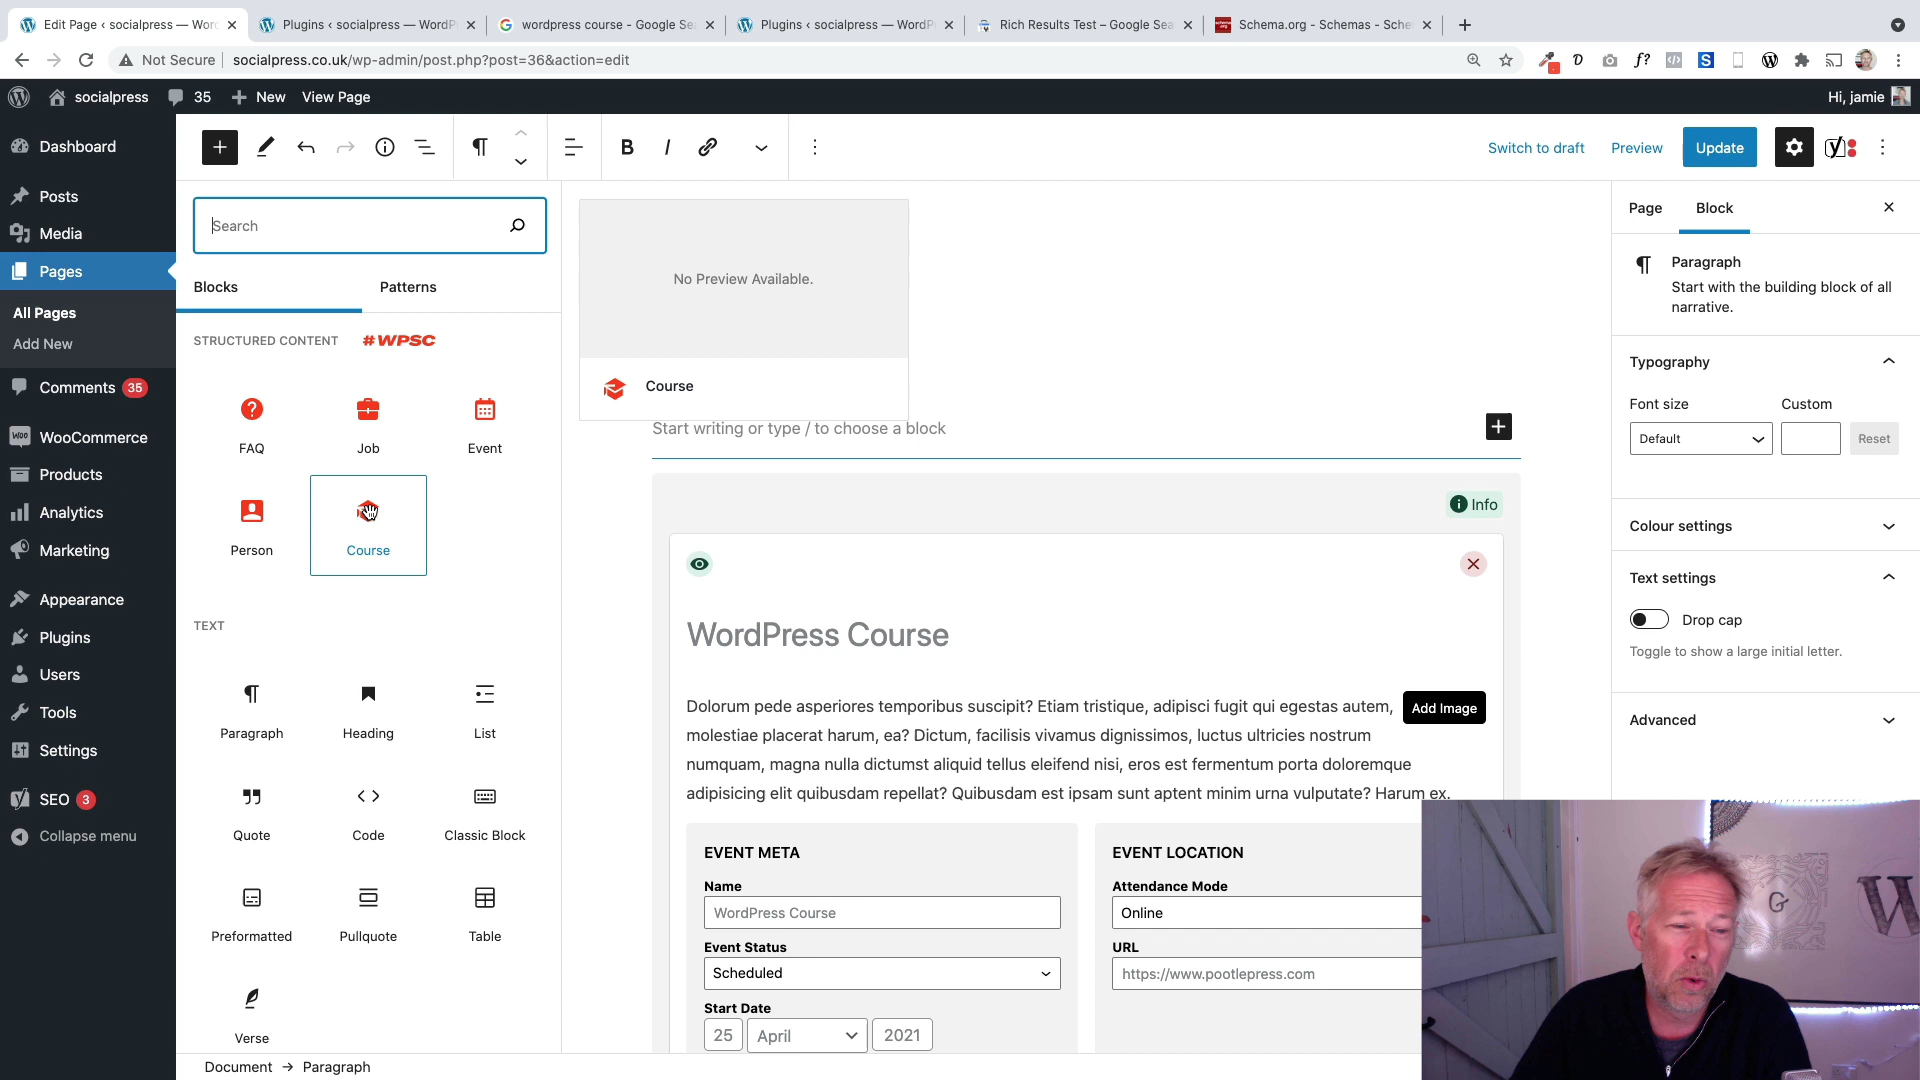 Edit Page ‹ socialpress — Wor
Plugins ‹ socialpress — WordP
wordpress course - Google Se
Plugins ‹ socialpress — WordP
Rich Results Test – Google Sea
Schema.org - Schemas - Sche
Not Secure
socialpress.co.uk/wp-admin/post.php?post=36&action=edit
socialpress
35
New
View Page
Hi, jamie
Dashboard
Posts
Media
Pages
All Pages
Add New
Comments 35
WooCommerce
Products
Analytics
Marketing
Appearance
Plugins
Users
Tools
Settings
SEO 3
Collapse menu
Switch to draft
Preview
Update
Search
Blocks
Patterns
STRUCTURED CONTENT #WPSC
FAQ
Job
Event
Person
Course
TEXT
Paragraph
Heading
List
Quote
Code
Classic Block
Preformatted
Pullquote
Table
Verse
No Preview Available.
Course
Start writing or type / to choose a block
Info
WordPress Course
Dolorum pede asperiores temporibus suscipit? Etiam tristique, adipisci fugit qui egestas autem,
molestiae placerat harum, ea? Dictum, facilisis vivamus dignissimos, luctus ultricies nostrum
numquam, magna nulla dictumst aliquid tellus eleifend nisi, eros est fermentum porta doloremque
adipisicing elit quibusdam repellat? Quibusdam est ipsam sunt aptent minim urna vulputate? Harum ex.
Add Image
EVENT META
Name
WordPress Course
Event Status
Scheduled
Start Date
25 April 2021
EVENT LOCATION
Attendance Mode
Online
URL
https://www.pootlepress.com
Page
Block
Paragraph
Start with the building block of all
narrative.
Typography
Font size
Custom
Default
Reset
Colour settings
Text settings
Drop cap
Toggle to show a large initial letter.
Advanced
Document → Paragraph